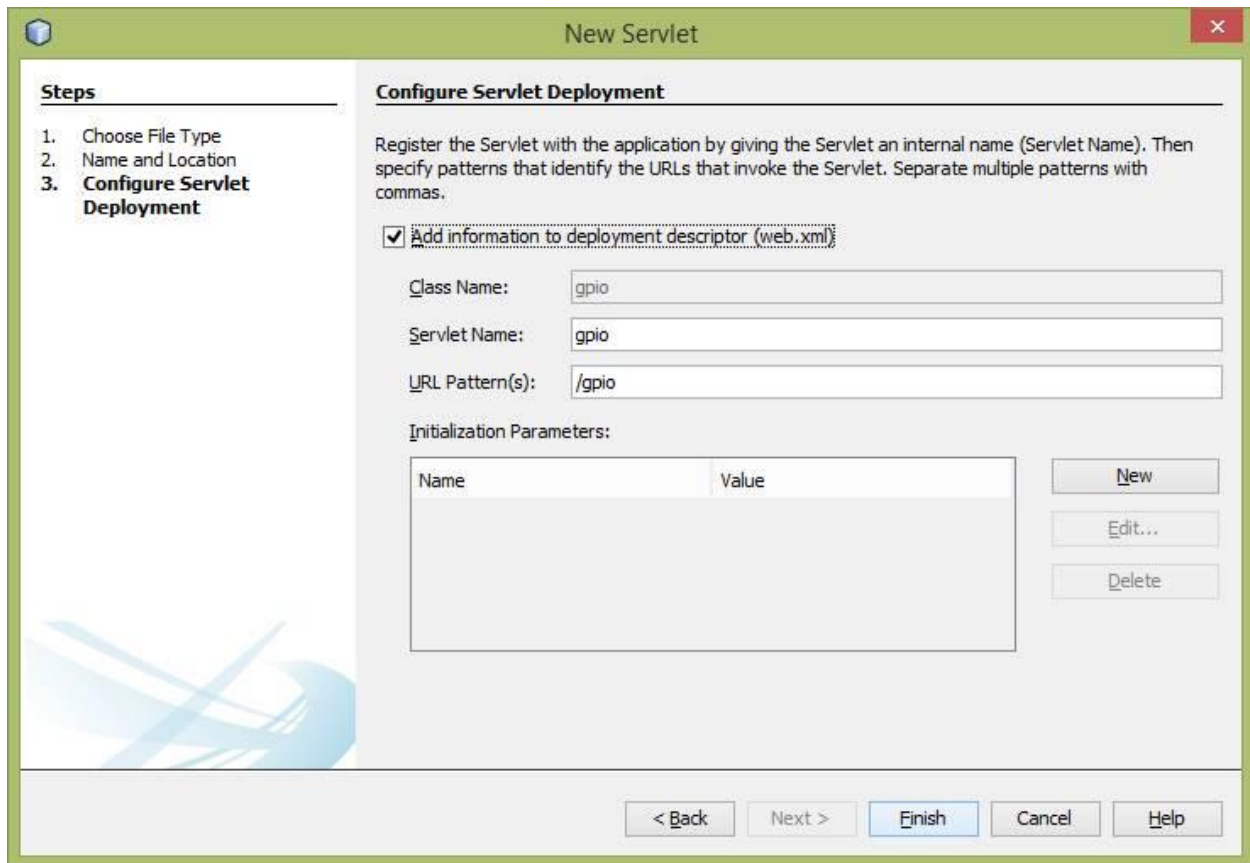 New Servlet
Steps
1. Choose File Type
2. Name and Location
3. Configure Servlet
Deployment
Configure Servlet Deployment
Register the Servlet with the application by giving the Servlet an internal name (Servlet Name). Then
specify patterns that identify the URLs that invoke the Servlet. Separate multiple patterns with
commas.
Add information to deployment descriptor (web.xml)
Class Name: gpio
Servlet Name: gpio
URL Pattern(s): /gpio
Initialization Parameters:
Name Value
New
Edit...
Delete
< Back Next > Finish Cancel Help